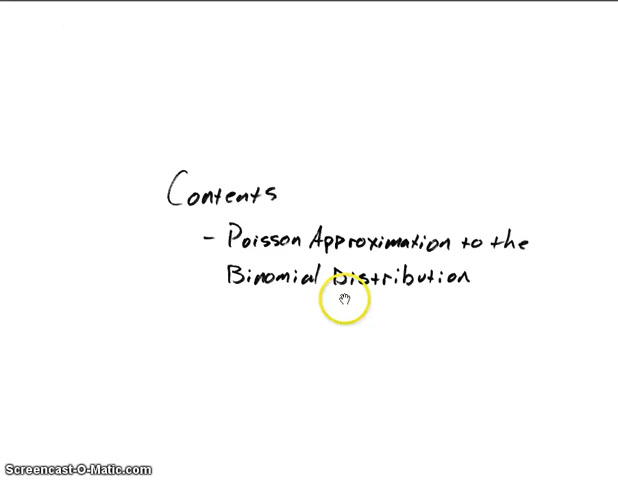 Contents
- Poisson Approximation to the
Binomial Distribution
Screencast-O-Matic.com